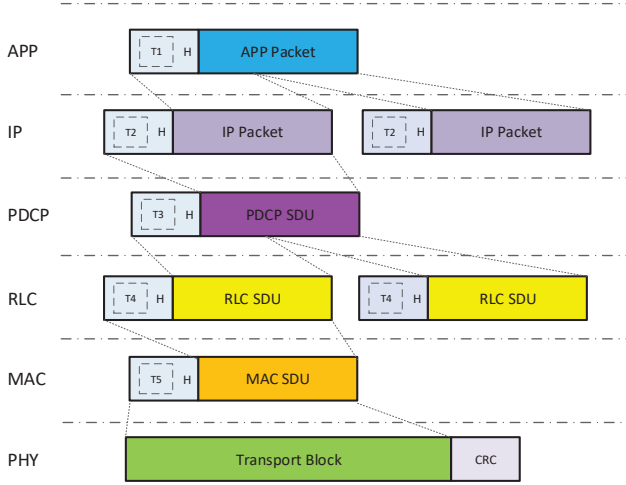 APP T1 H APP Packet
IP T2 H IP Packet T2 H IP Packet
PDCP T3 H PDCP SDU
RLC T4 H RLC SDU T4 H RLC SDU
MAC T5 H MAC SDU
PHY Transport Block CRC